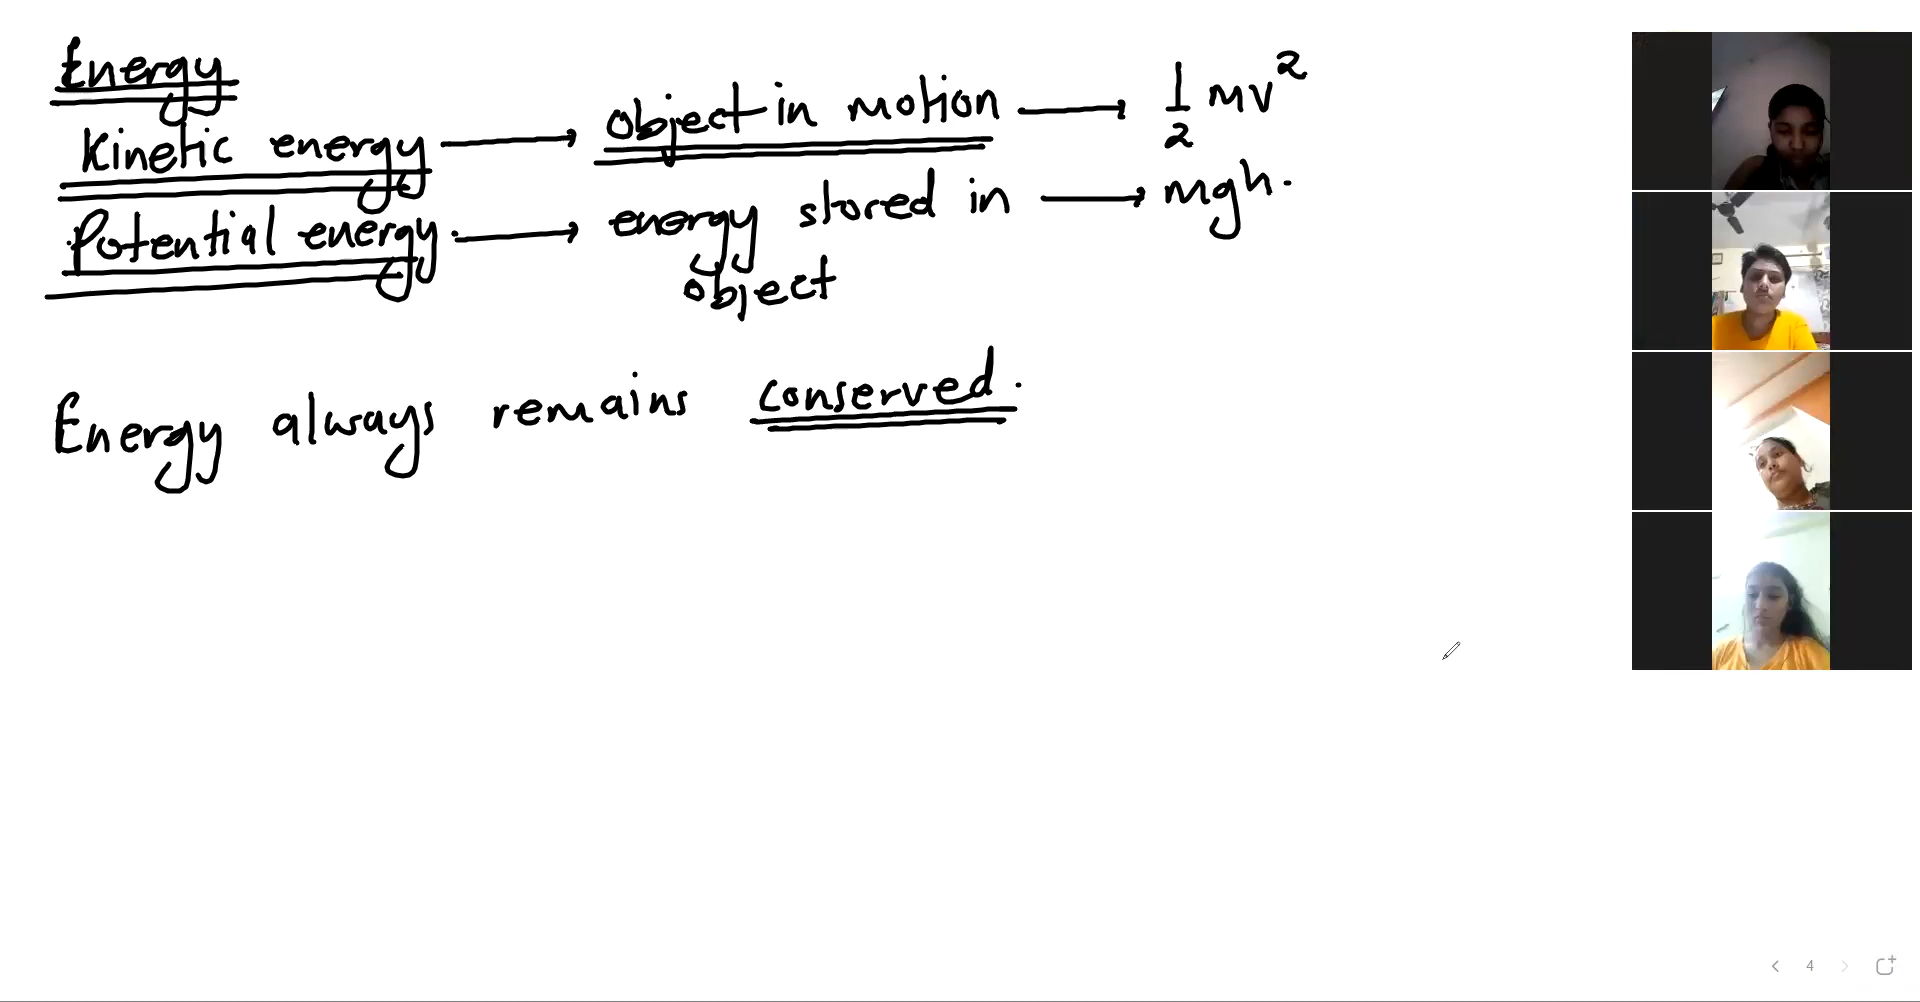 Energy
Kinetic energy → object in motion → 1/2 mv²
Potential energy. → energy stored in → mgh.
object
Energy always remains conserved.
4